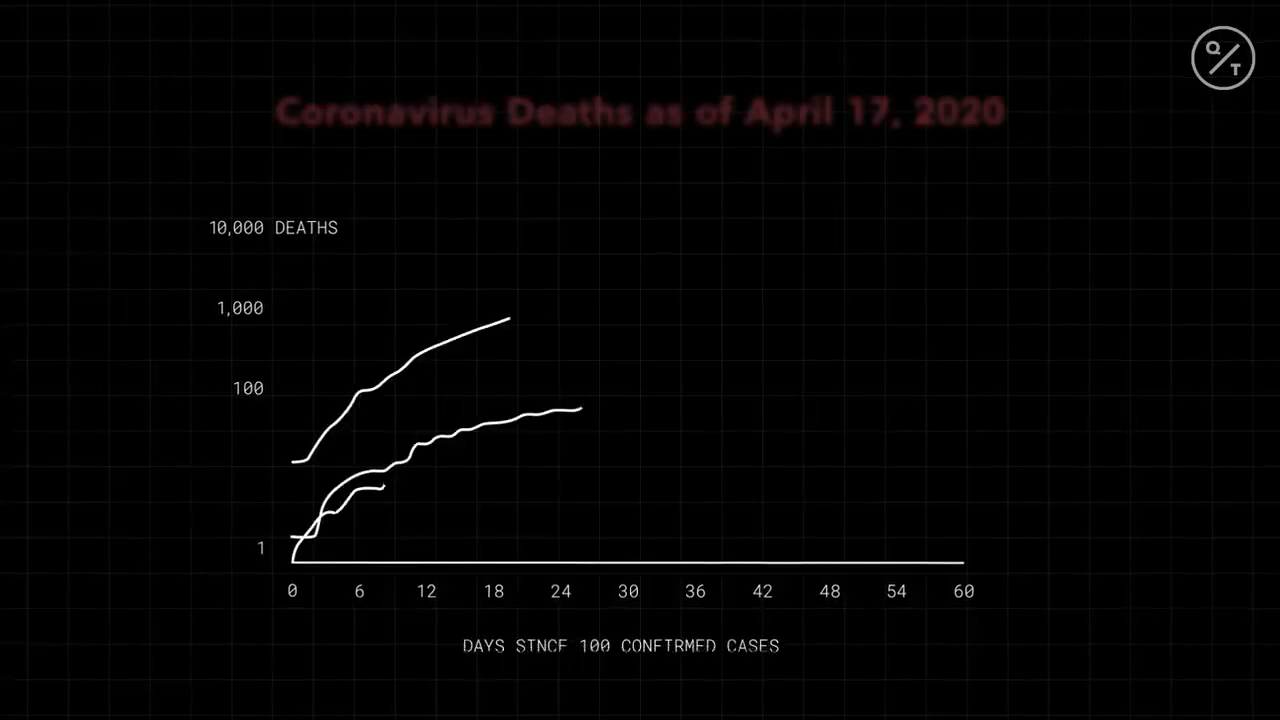 Q/T
Coronavirus Deaths as of April 17, 2020
10,000 DEATHS
1,000
100
1
0 6 12 18 24 30 36 42 48 54 60
DAYS SINCE 100 CONFIRMED CASES